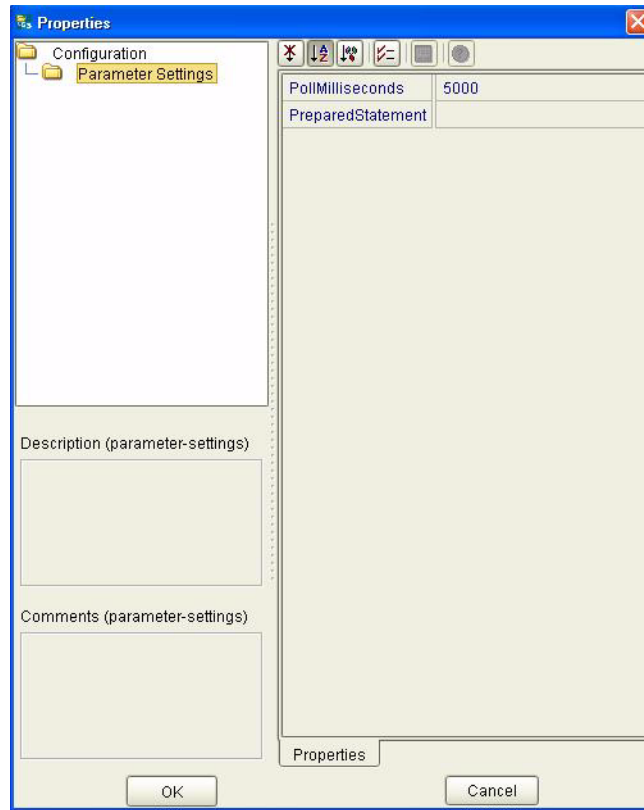 Properties
Configuration
Parameter Settings
PollMilliseconds 5000
PreparedStatement
Description (parameter-settings)
Comments (parameter-settings)
Properties
OK Cancel